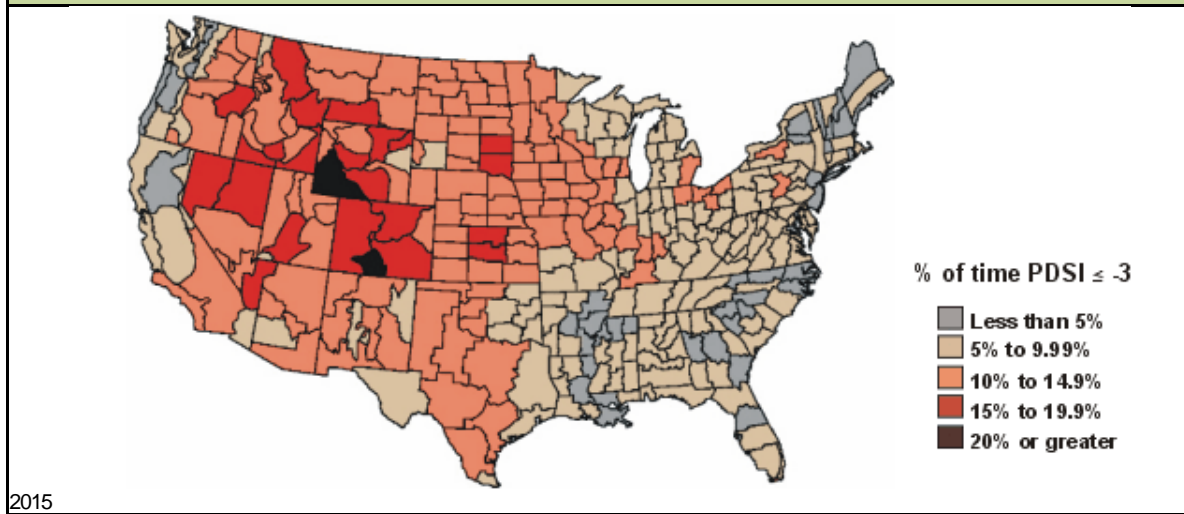 % of time PDSI ≤ -3
Less than 5%
5% to 9.99%
10% to 14.9%
15% to 19.9%
20% or greater
2015